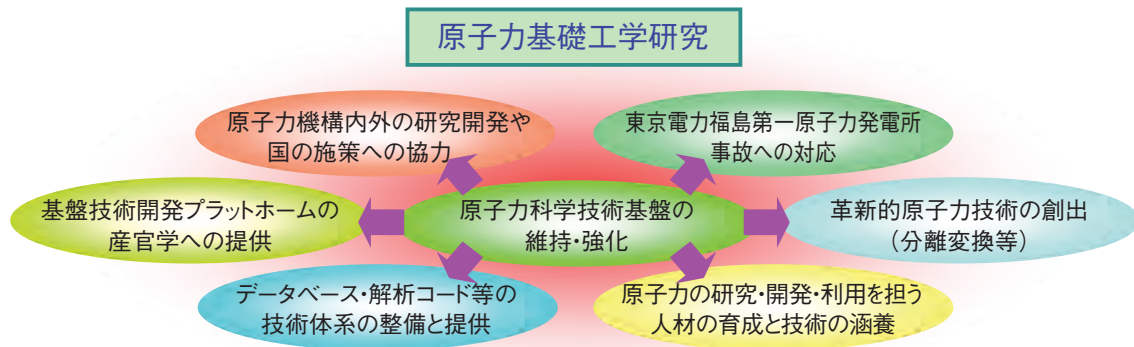 原子力基礎工学研究
原子力機構内外の研究開発や
国の施策への協力
東京電力福島第一原子力発電所
事故への対応
基盤技術開発プラットホームの
産官学への提供
原子力科学技術基盤の
維持・強化
革新的原子力技術の創出
（分離変換等）
データベース・解析コード等の
技術体系の整備と提供
原子力の研究・開発・利用を担う
人材の育成と技術の涵養